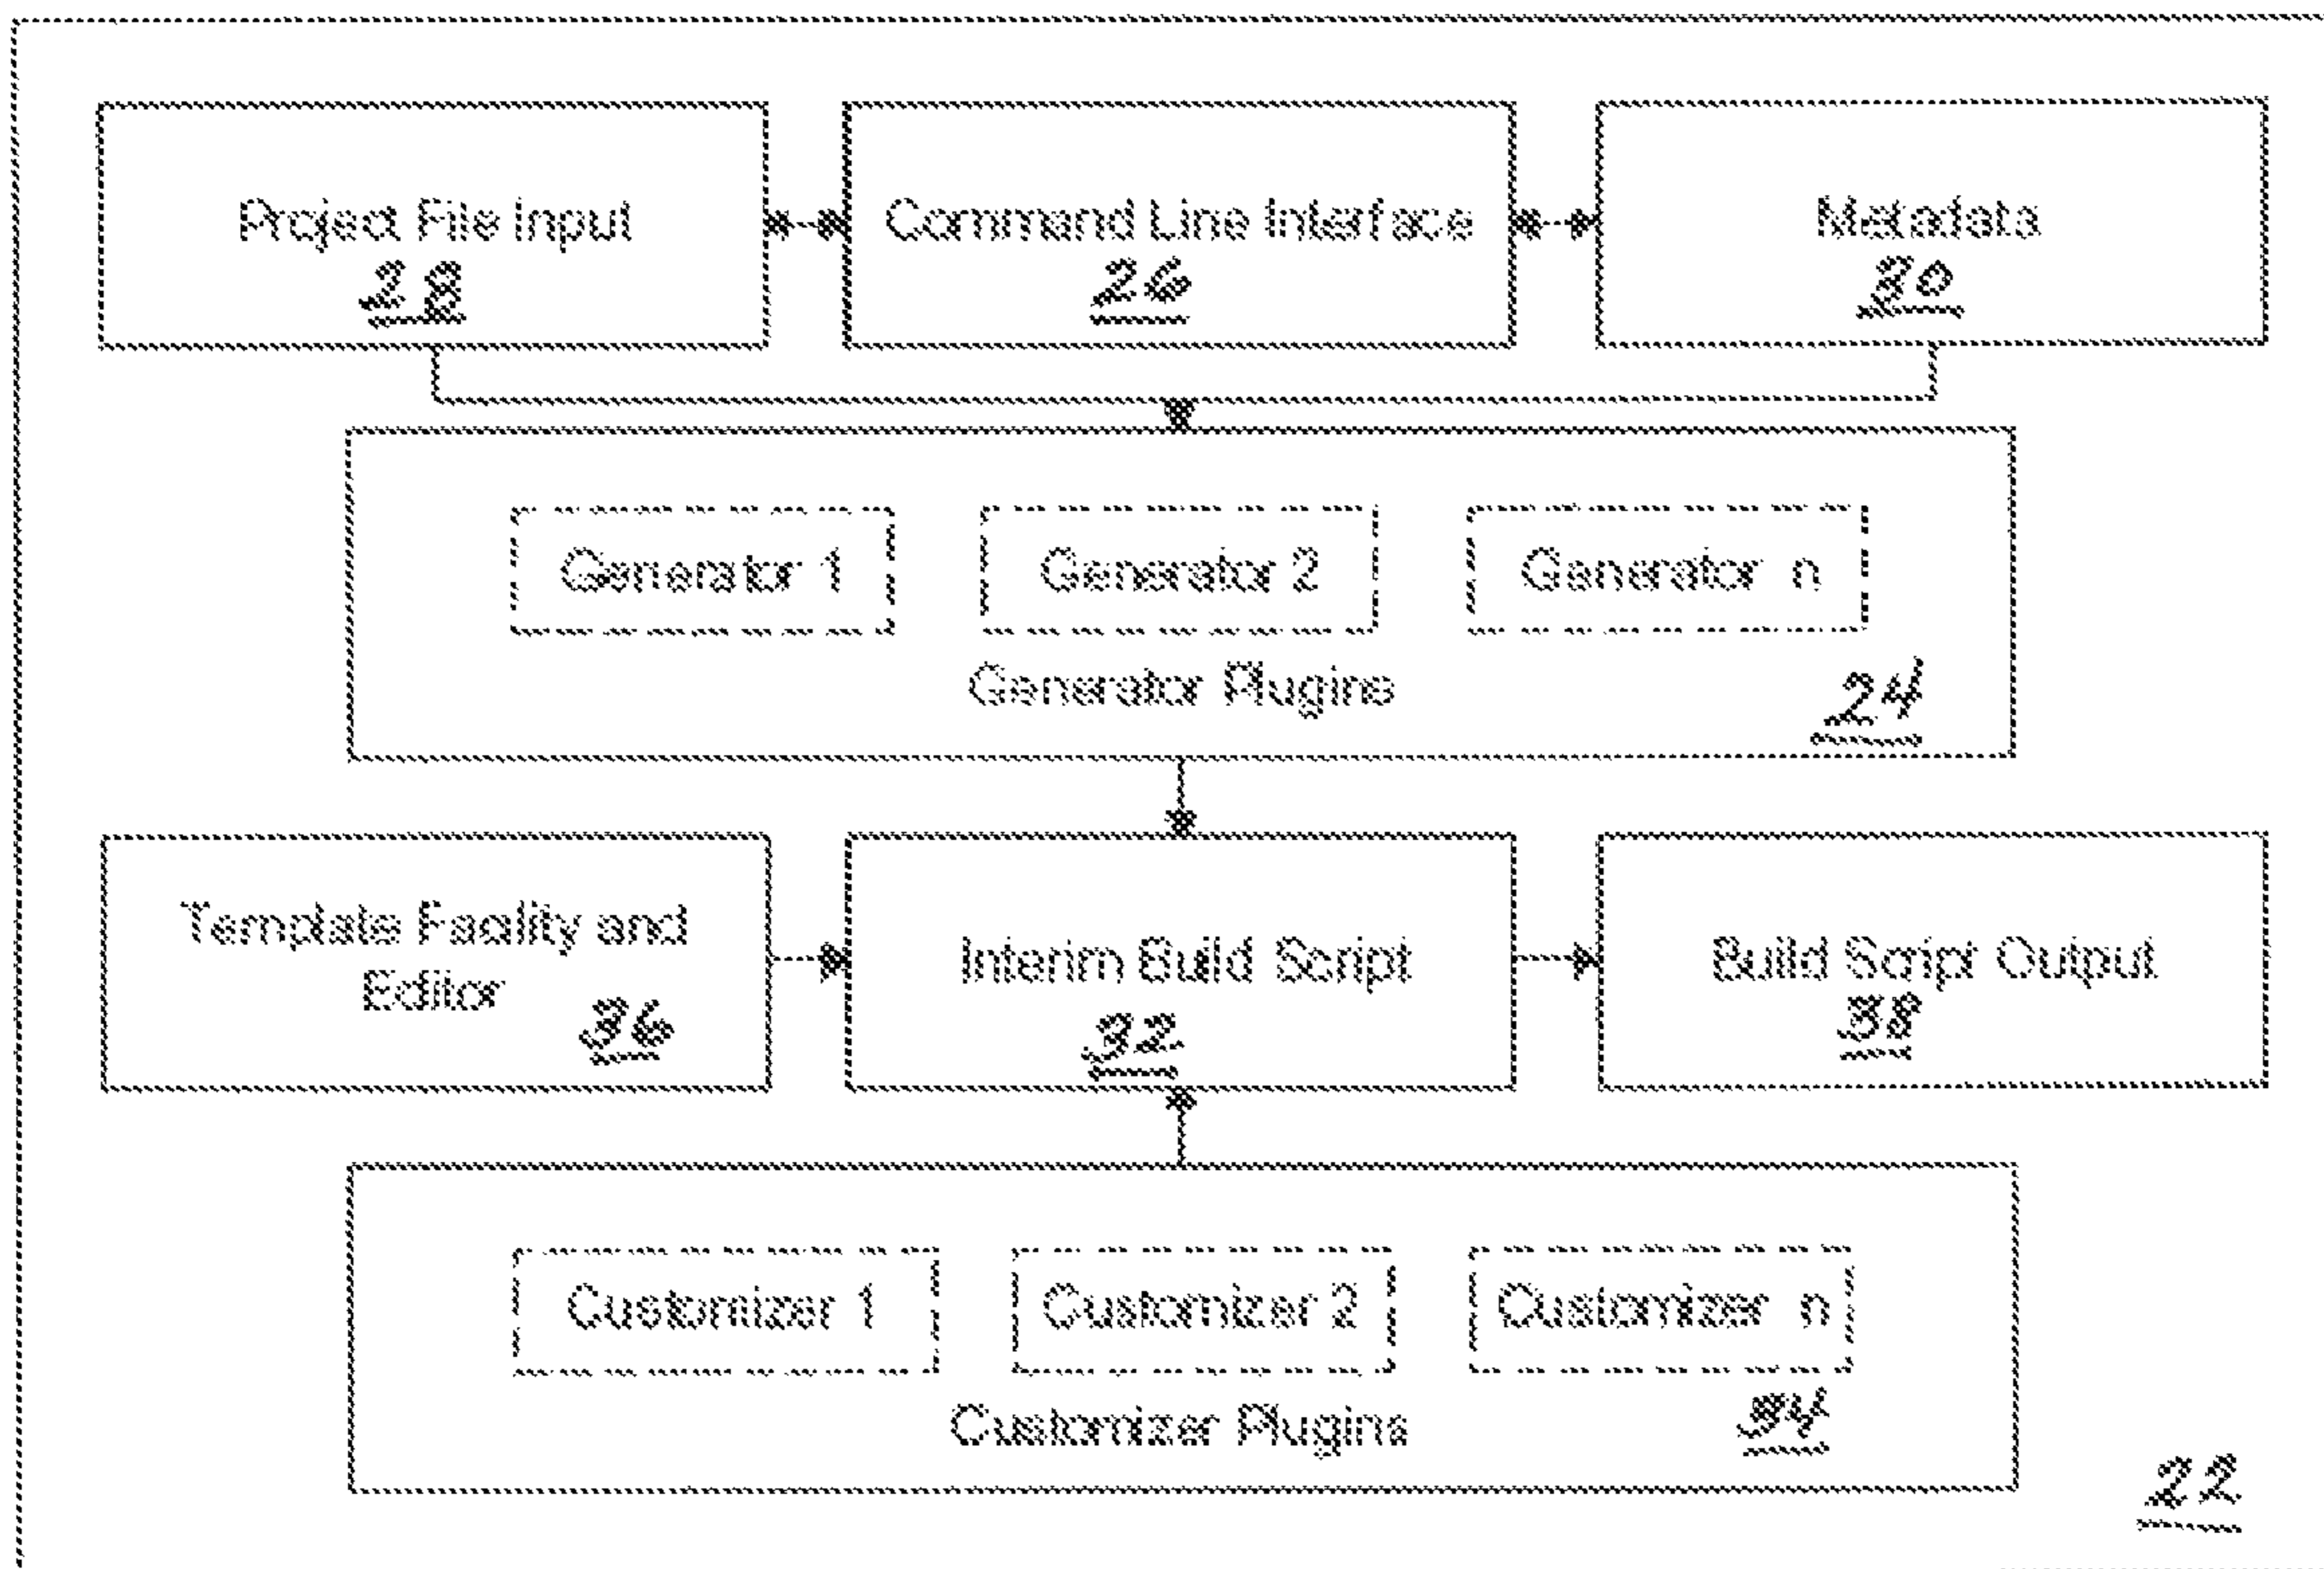 Project File Input
28
Command Line Interface
26
Metadata
30
Generator 1
Generator 2
Generator n
Generator Plugins
24
Template Facility and
Editor
36
Interim Build Script
32
Build Script Output
38
Customizer 1
Customizer 2
Customizer n
Customizer Plugins
34
22